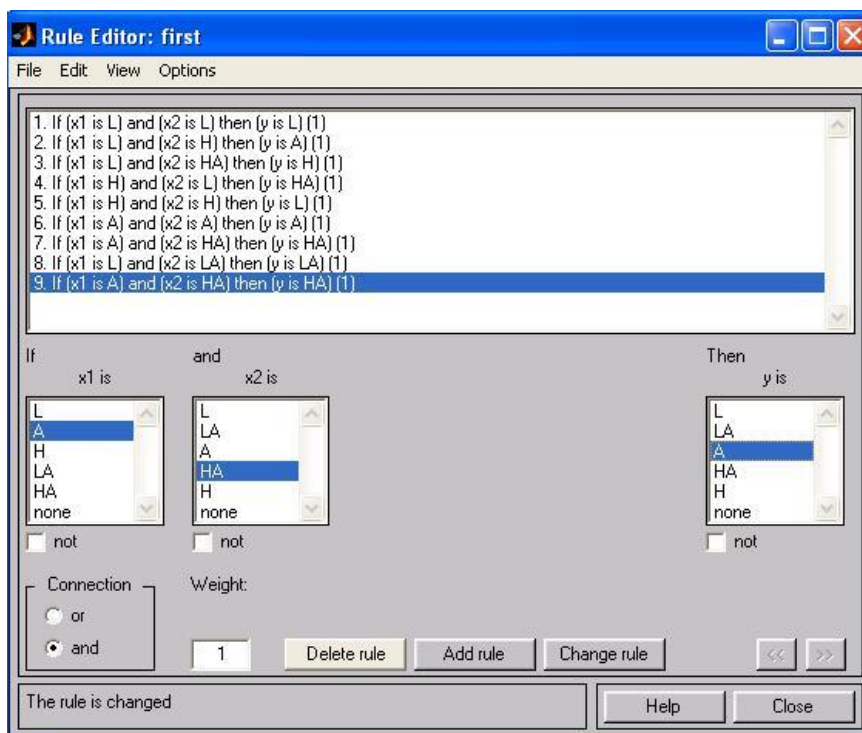 Rule Editor: first
File Edit View Options
1. If (x1 is L) and (x2 is L) then (y is L) (1)
2. If (x1 is L) and (x2 is H) then (y is A) (1)
3. If (x1 is L) and (x2 is HA) then (y is H) (1)
4. If (x1 is H) and (x2 is L) then (y is HA) (1)
5. If (x1 is H) and (x2 is H) then (y is L) (1)
6. If (x1 is A) and (x2 is A) then (y is A) (1)
7. If (x1 is A) and (x2 is HA) then (y is HA) (1)
8. If (x1 is L) and (x2 is LA) then (y is LA) (1)
9. If (x1 is A) and (x2 is HA) then (y is HA) (1)
If
x1 is
L
A
H
LA
HA
none
not
and
x2 is
L
LA
A
HA
H
none
not
Then
y is
L
LA
A
HA
H
none
not
Connection
or
and
Weight:
1
Delete rule
Add rule
Change rule
<<
>>
The rule is changed
Help
Close